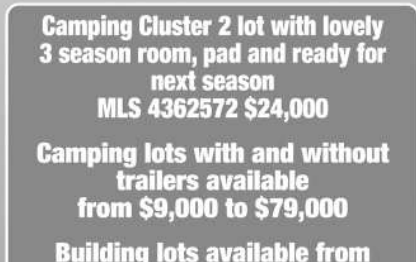 Camping Cluster 2 lot with lovely
3 season room, pad and ready for
next season
MLS 4362572 $24,000
Camping lots with and without
trailers available
from $9,000 to $79,000
Building lots available from